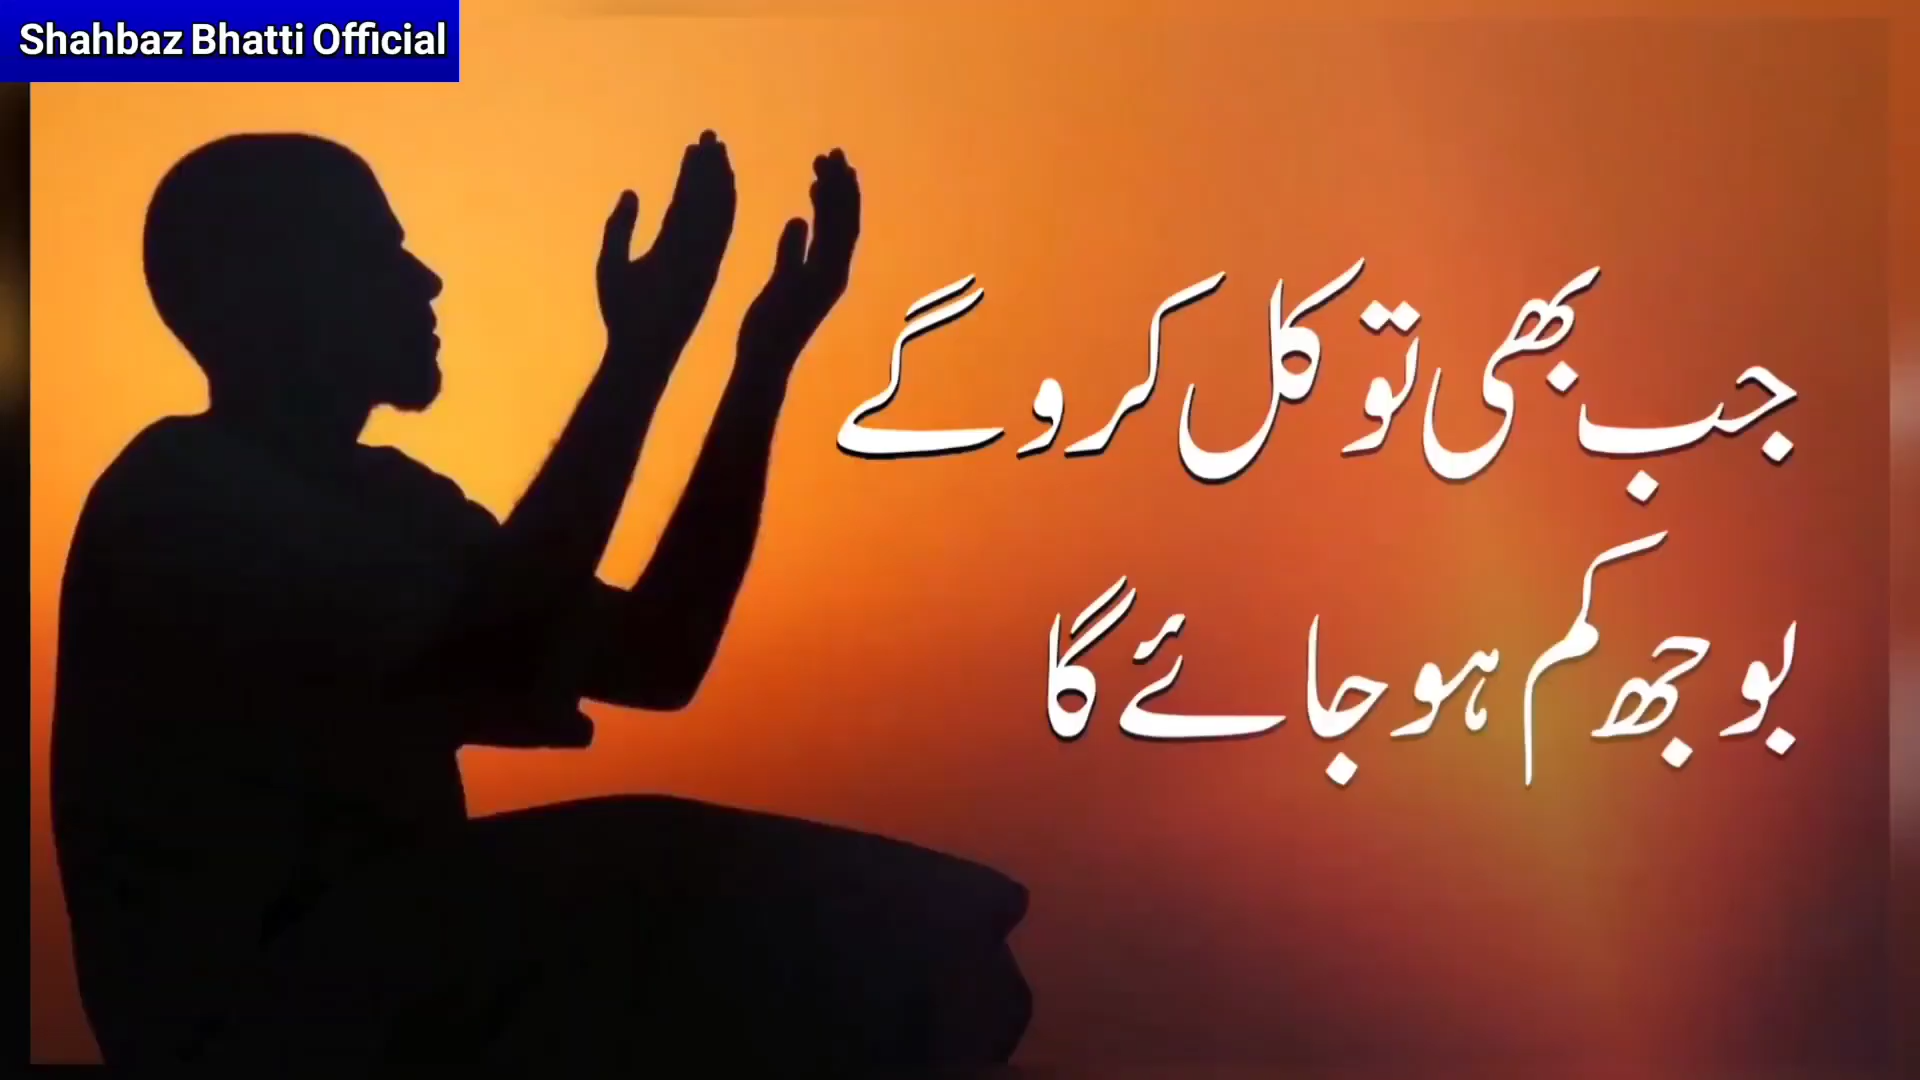 Shahbaz Bhatti Official
جب بھی توکل کرو گے
بوجھ کم ہو جائے گا